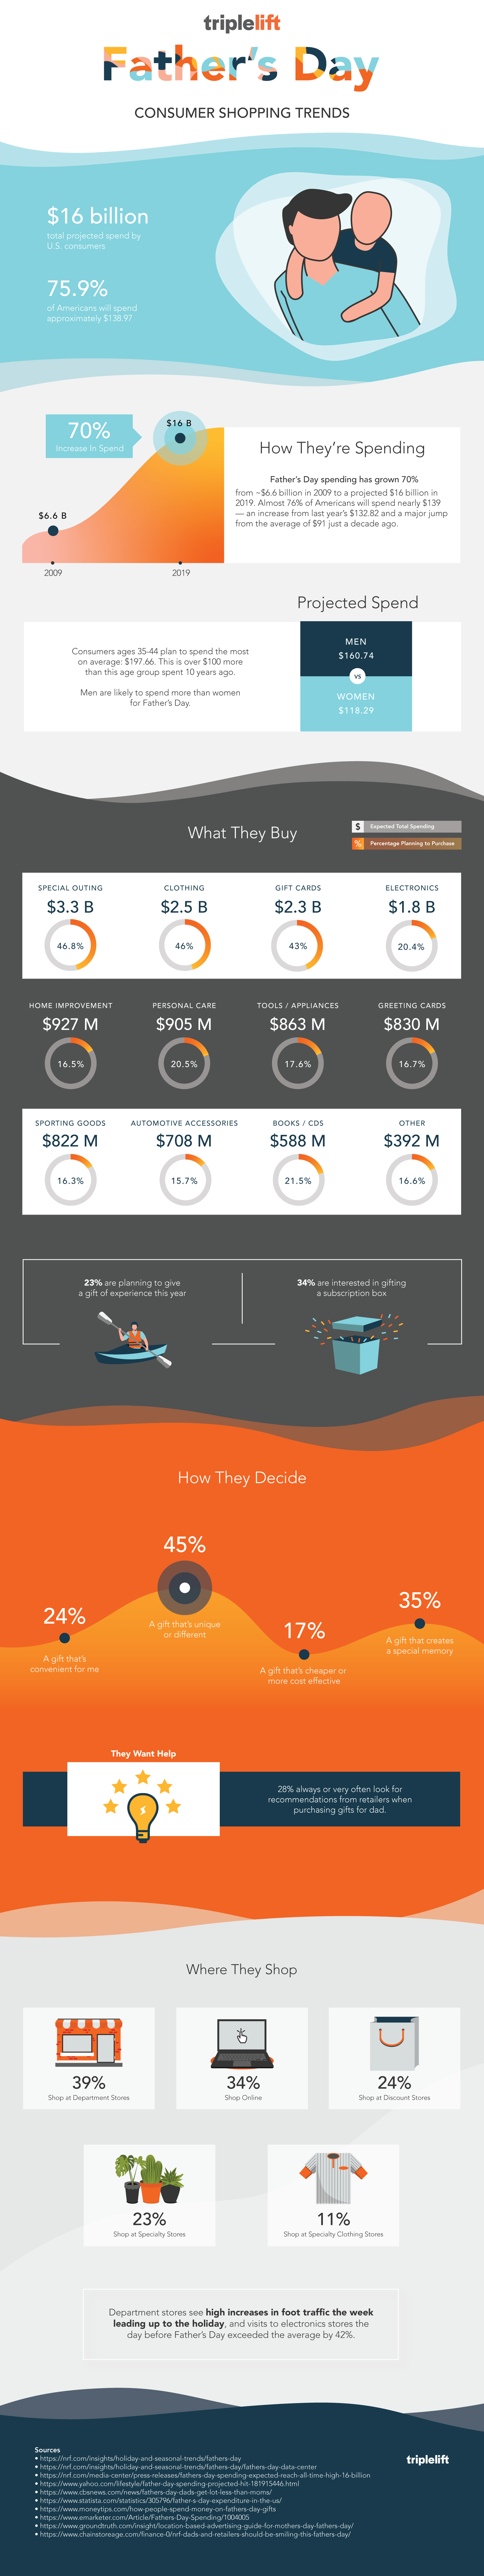 triplelift
Father's Day
CONSUMER SHOPPING TRENDS
$16 billion
total projected spend by
U.S. consumers
75.9%
of Americans will spend
approximately $138.97
70%
Increase In Spend
$16 B
$6.6 B
2009
2019
How They're Spending
Father's Day spending has grown 70%
from ~$6.6 billion in 2009 to a projected $16 billion in
2019. Almost 76% of Americans will spend nearly $139
— an increase from last year's $132.82 and a major jump
from the average of $91 just a decade ago.
Projected Spend
Consumers ages 35-44 plan to spend the most
on average: $197.66. This is over $100 more
than this age group spent 10 years ago.
Men are likely to spend more than women
for Father's Day.
MEN
$160.74
VS
WOMEN
$118.29
What They Buy
$ Expected Total Spending
% Percentage Planning to Purchase
SPECIAL OUTING CLOTHING GIFT CARDS ELECTRONICS
$3.3 B $2.5 B $2.3 B $1.8 B
46.8% 46% 43% 20.4%
HOME IMPROVEMENT PERSONAL CARE TOOLS / APPLIANCES GREETING CARDS
$927 M $905 M $863 M $830 M
16.5% 20.5% 17.6% 16.7%
SPORTING GOODS AUTOMOTIVE ACCESSORIES BOOKS / CDS OTHER
$822 M $708 M $588 M $392 M
16.3% 15.7% 21.5% 16.6%
23% are planning to give
a gift of experience this year
34% are interested in gifting
a subscription box
How They Decide
24%
A gift that's
convenient for me
45%
A gift that's unique
or different
17%
A gift that's cheaper or
more cost effective
35%
A gift that creates
a special memory
They Want Help
28% always or very often look for
recommendations from retailers when
purchasing gifts for dad.
Where They Shop
39%
Shop at Department Stores
34%
Shop Online
24%
Shop at Discount Stores
23%
Shop at Specialty Stores
11%
Shop at Specialty Clothing Stores
Department stores see high increases in foot traffic the week
leading up to the holiday, and visits to electronics stores the
day before Father's Day exceeded the average by 42%.
Sources
• https://nrf.com/insights/holiday-and-seasonal-trends/fathers-day
• https://nrf.com/insights/holiday-and-seasonal-trends/fathers-day/fathers-day-data-center
• https://nrf.com/media-center/press-releases/fathers-day-spending-expected-reach-all-time-high-16-billion
• https://www.yahoo.com/lifestyle/father-day-spending-projected-hit-181915446.html
• https://www.cbsnews.com/news/fathers-day-dads-get-lot-less-than-moms/
• https://www.statista.com/statistics/305796/father-s-day-expenditure-in-the-us/
• https://www.moneytips.com/how-people-spend-money-on-fathers-day-gifts
• https://www.emarketer.com/Article/Fathers-Day-Spending/1004005
• https://www.groundtruth.com/insight/location-based-advertising-guide-for-mothers-day-fathers-day/
• https://www.chainstoreage.com/finance-0/nrf-dads-and-retailers-should-be-smiling-this-fathers-day/
triplelift